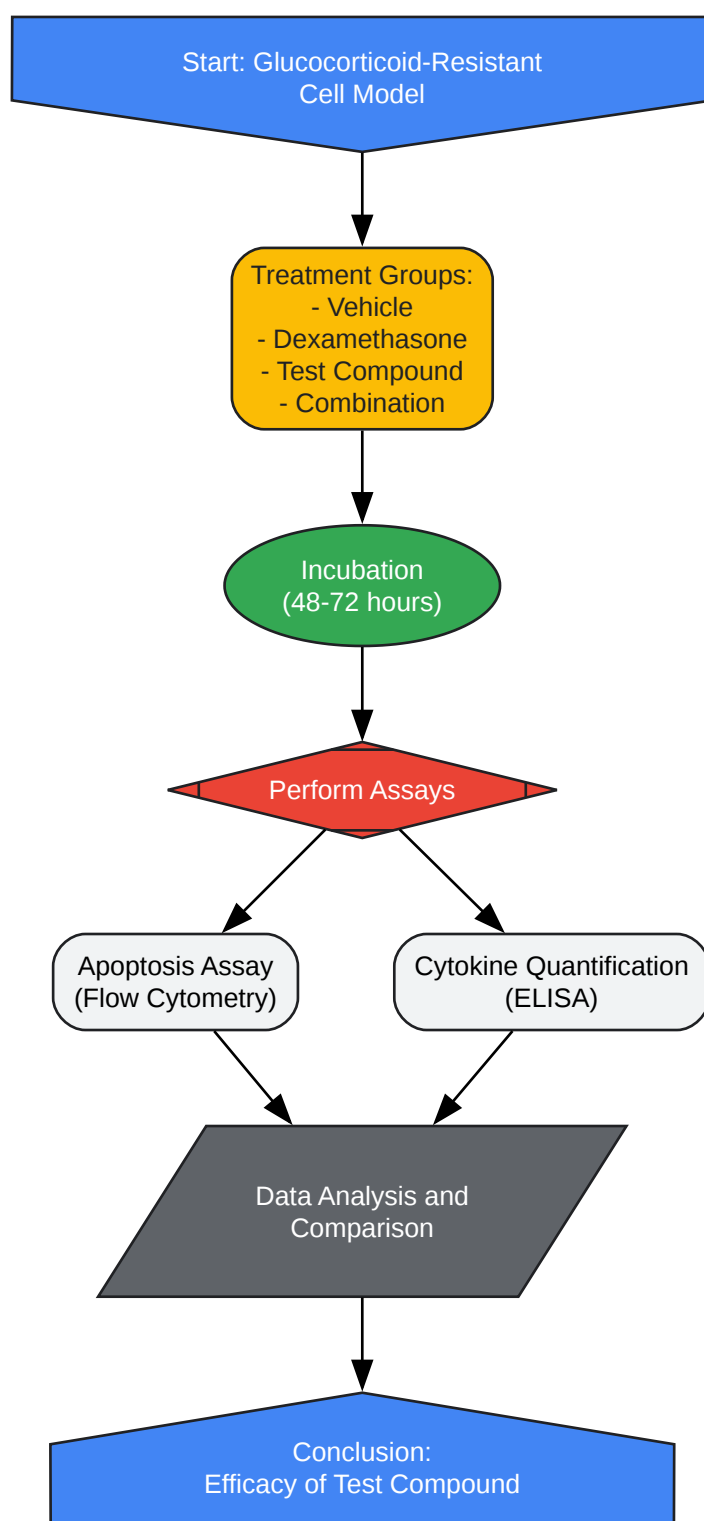 Start: Glucocorticoid-Resistant
Cell Model
Treatment Groups:
- Vehicle
- Dexamethasone
- Test Compound
- Combination
Incubation
(48-72 hours)
Perform Assays
Apoptosis Assay
(Flow Cytometry)
Cytokine Quantification
(ELISA)
Data Analysis and
Comparison
Conclusion:
Efficacy of Test Compound